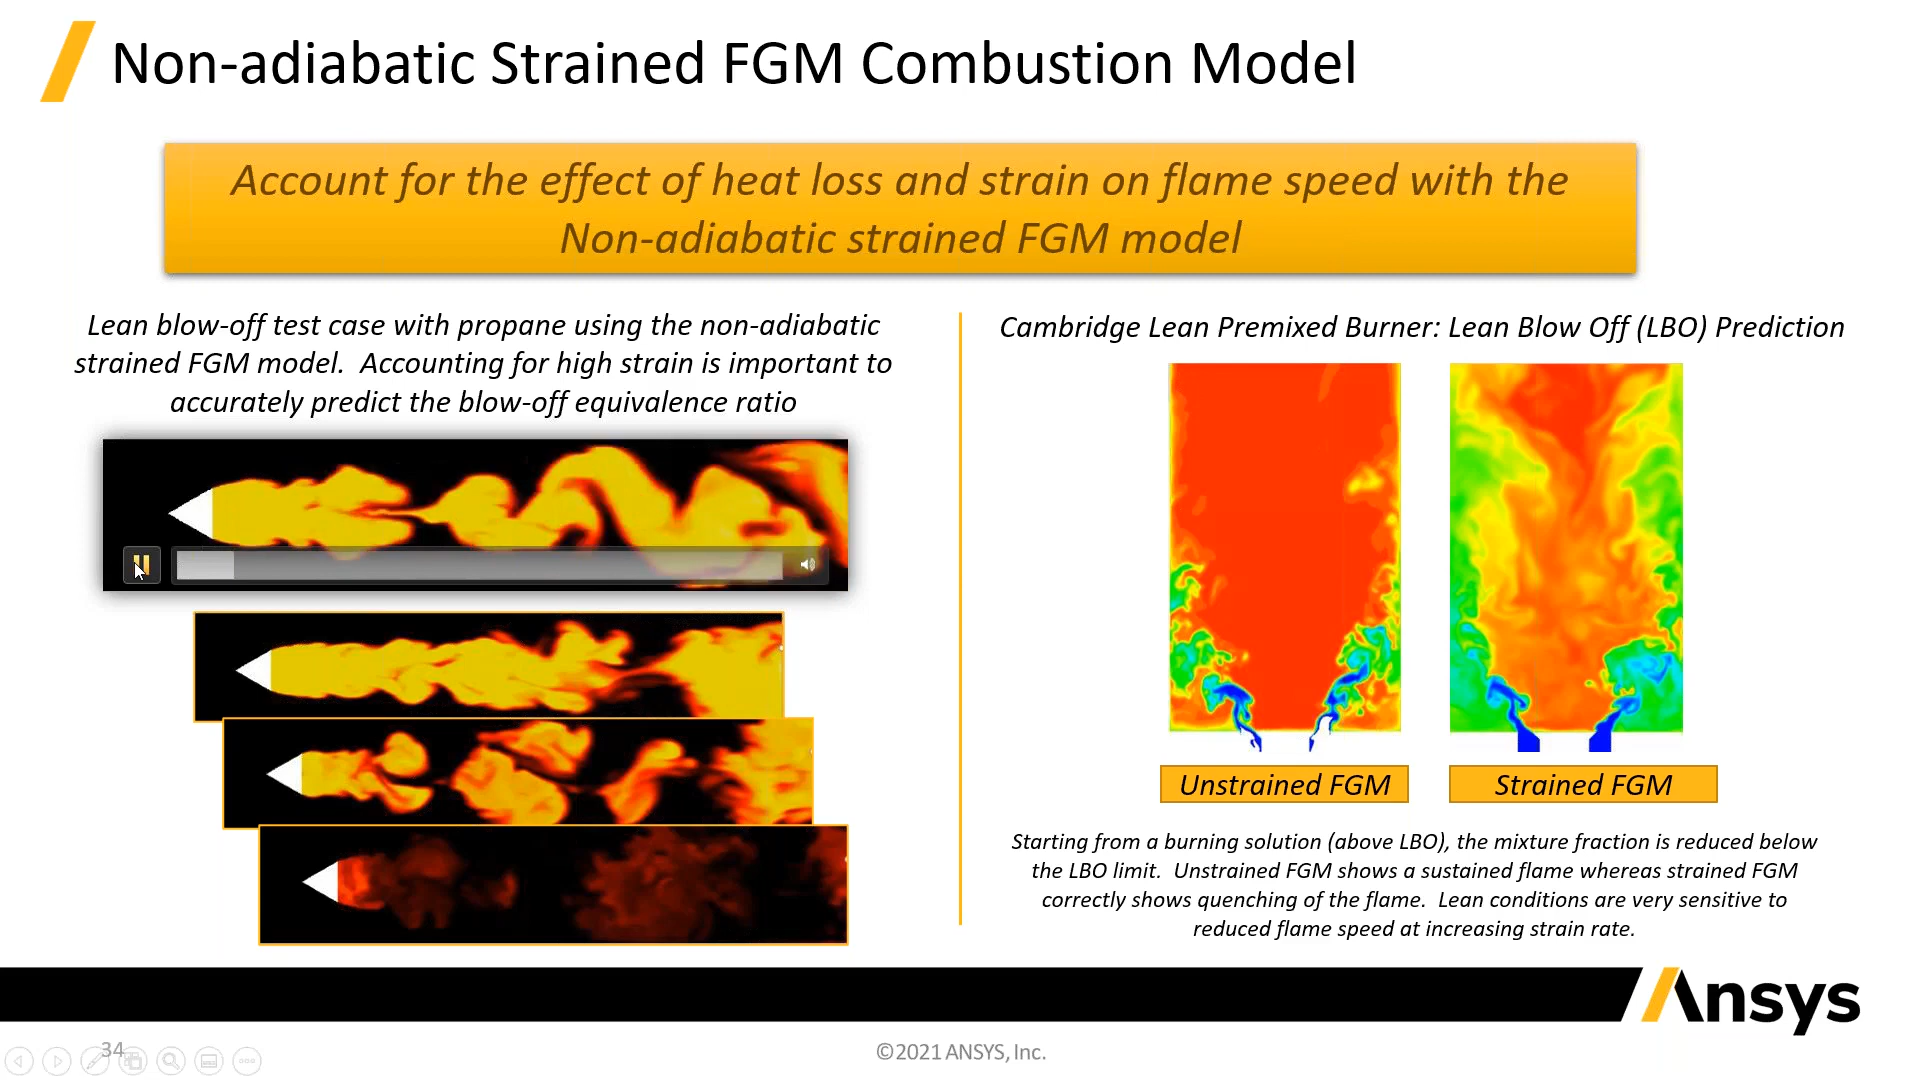 Non-adiabatic Strained FGM Combustion Model
Account for the effect of heat loss and strain on flame speed with the
Non-adiabatic strained FGM model
Lean blow-off test case with propane using the non-adiabatic
strained FGM model.  Accounting for high strain is important to
accurately predict the blow-off equivalence ratio
Cambridge Lean Premixed Burner: Lean Blow Off (LBO) Prediction
Unstrained FGM
Strained FGM
Starting from a burning solution (above LBO), the mixture fraction is reduced below
the LBO limit.  Unstrained FGM shows a sustained flame whereas strained FGM
correctly shows quenching of the flame.  Lean conditions are very sensitive to
reduced flame speed at increasing strain rate.
Ansys
34
©2021 ANSYS, Inc.